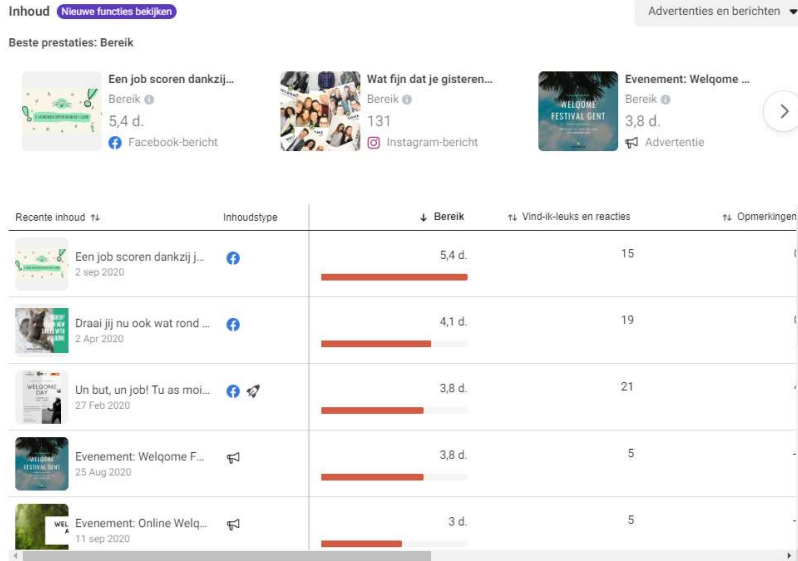 Inhoud Nieuwe functies bekijken
Advertenties en berichten
Beste prestaties: Bereik
Een job scoren dankzij...
Bereik
5,4 d.
Facebook-bericht
Wat fijn dat je gisteren...
Bereik
131
Instagram-bericht
WELQOME
FESTIVAL GENT
Evenement: Welqome ...
Bereik
3,8 d.
Advertentie
Recente inhoud Inhoudstype Bereik Vind-ik-leuks en reacties Opmerkingen
Een job scoren dankzij j... 5,4 d. 15
2 sep 2020
Draai jij nu ook wat rond ... 4,1 d. 19
2 Apr 2020
WELQOME
DAY
Un but, un job! Tu as moi... 3,8 d. 21
27 Feb 2020
WELQOME
FESTIVAL GENT
Evenement: Welqome F... 3,8 d. 5
25 Aug 2020
Evenement: Online Welq... 3 d. 5
11 sep 2020